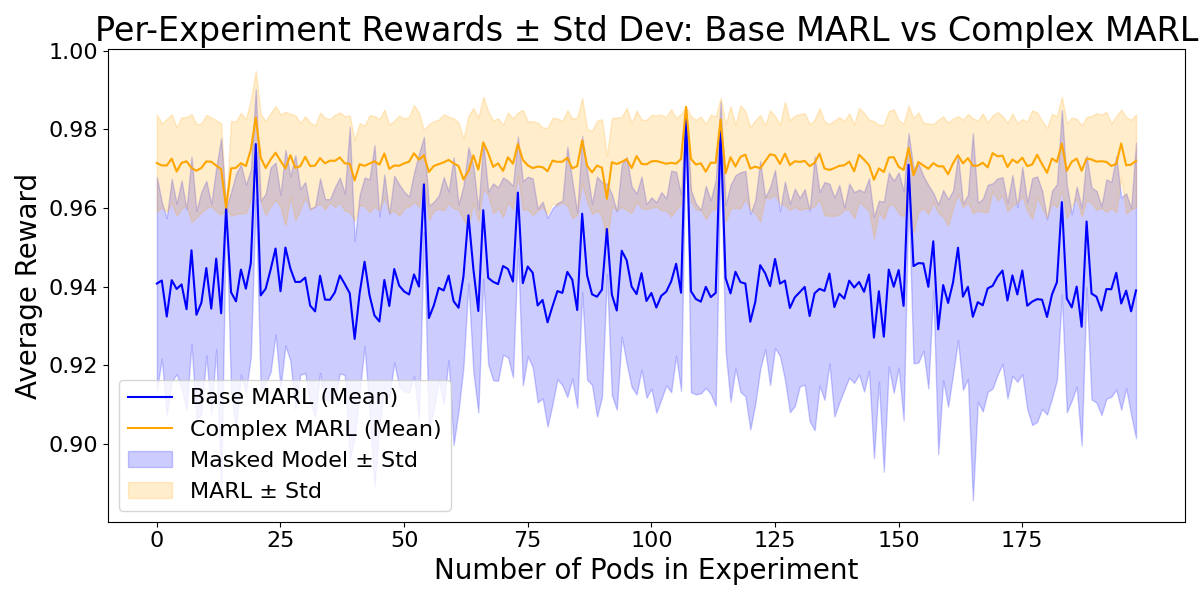 Per-Experiment Rewards ± Std Dev: Base MARL vs Complex MARL
Average Reward
1.00
0.98
0.96
0.94
0.92
0.90
Base MARL (Mean)
Complex MARL (Mean)
Masked Model ± Std
MARL ± Std
0 25 50 75 100 125 150 175
Number of Pods in Experiment